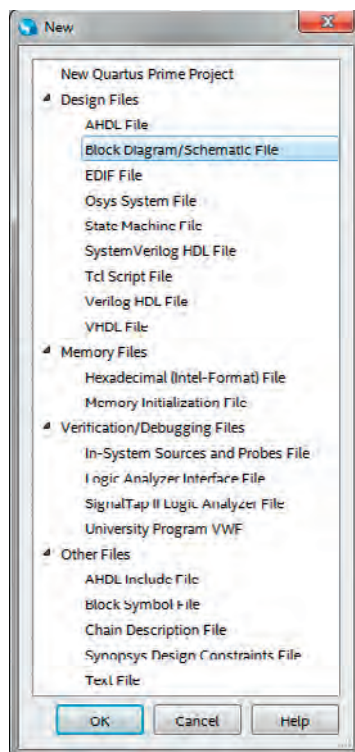 New
New Quartus Prime Project
Design Files
AHDL File
Block Diagram/Schematic File
EDIF File
Qsys System File
State Machine File
SystemVerilog HDL File
Tcl Script File
Verilog HDL File
VHDL File
Memory Files
Hexadecimal (Intel-Format) File
Memory Initialization File
Verification/Debugging Files
In-System Sources and Probes File
Logic Analyzer Interface File
SignalTap II Logic Analyzer File
University Program VWF
Other Files
AHDL Include File
Block Symbol File
Chain Description File
Synopsys Design Constraints File
Text File
OK Cancel Help